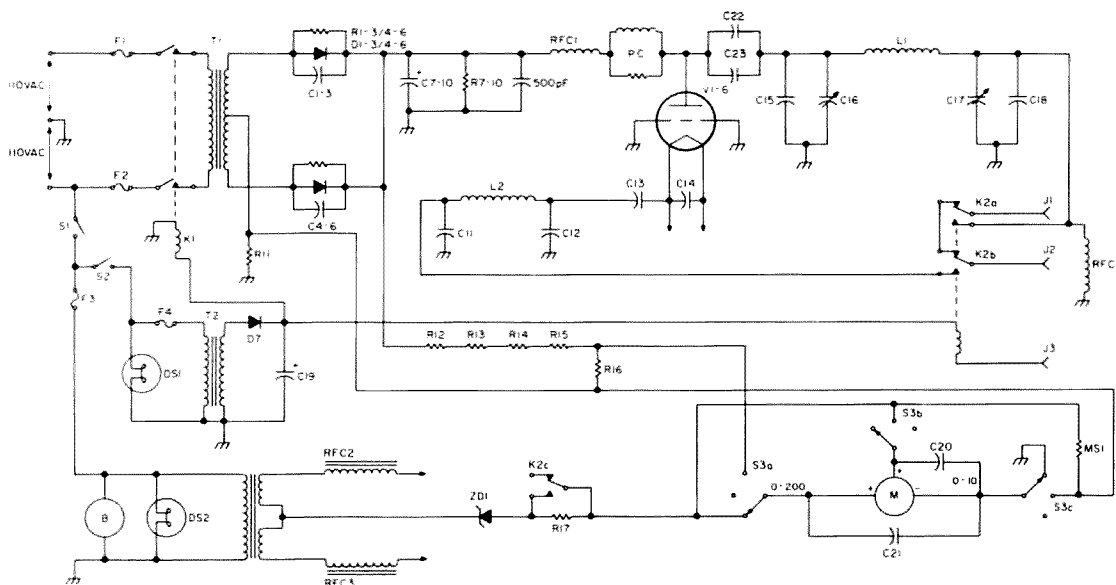 C22
F1
T1
R1-3/4-6
D1-3/4-6
RFC1
PC
C23
L1
110VAC
C1-3
C7-10
R7-10
500pF
V1-6
C15
C16
C17
C18
110VAC
F2
L2
C13
C14
C4-6
K2a
J1
S1
K1
C11
C12
R11
K2b
J2
RFC
S2
F3
F4
T2
D7
R12
R13
R14
R15
J3
DS1
C19
R16
S3b
RFC2
K2c
S3a
C20
MS1
ZD1
0-200
M
0-10
B
DS2
R17
S3c
C21
RFC3